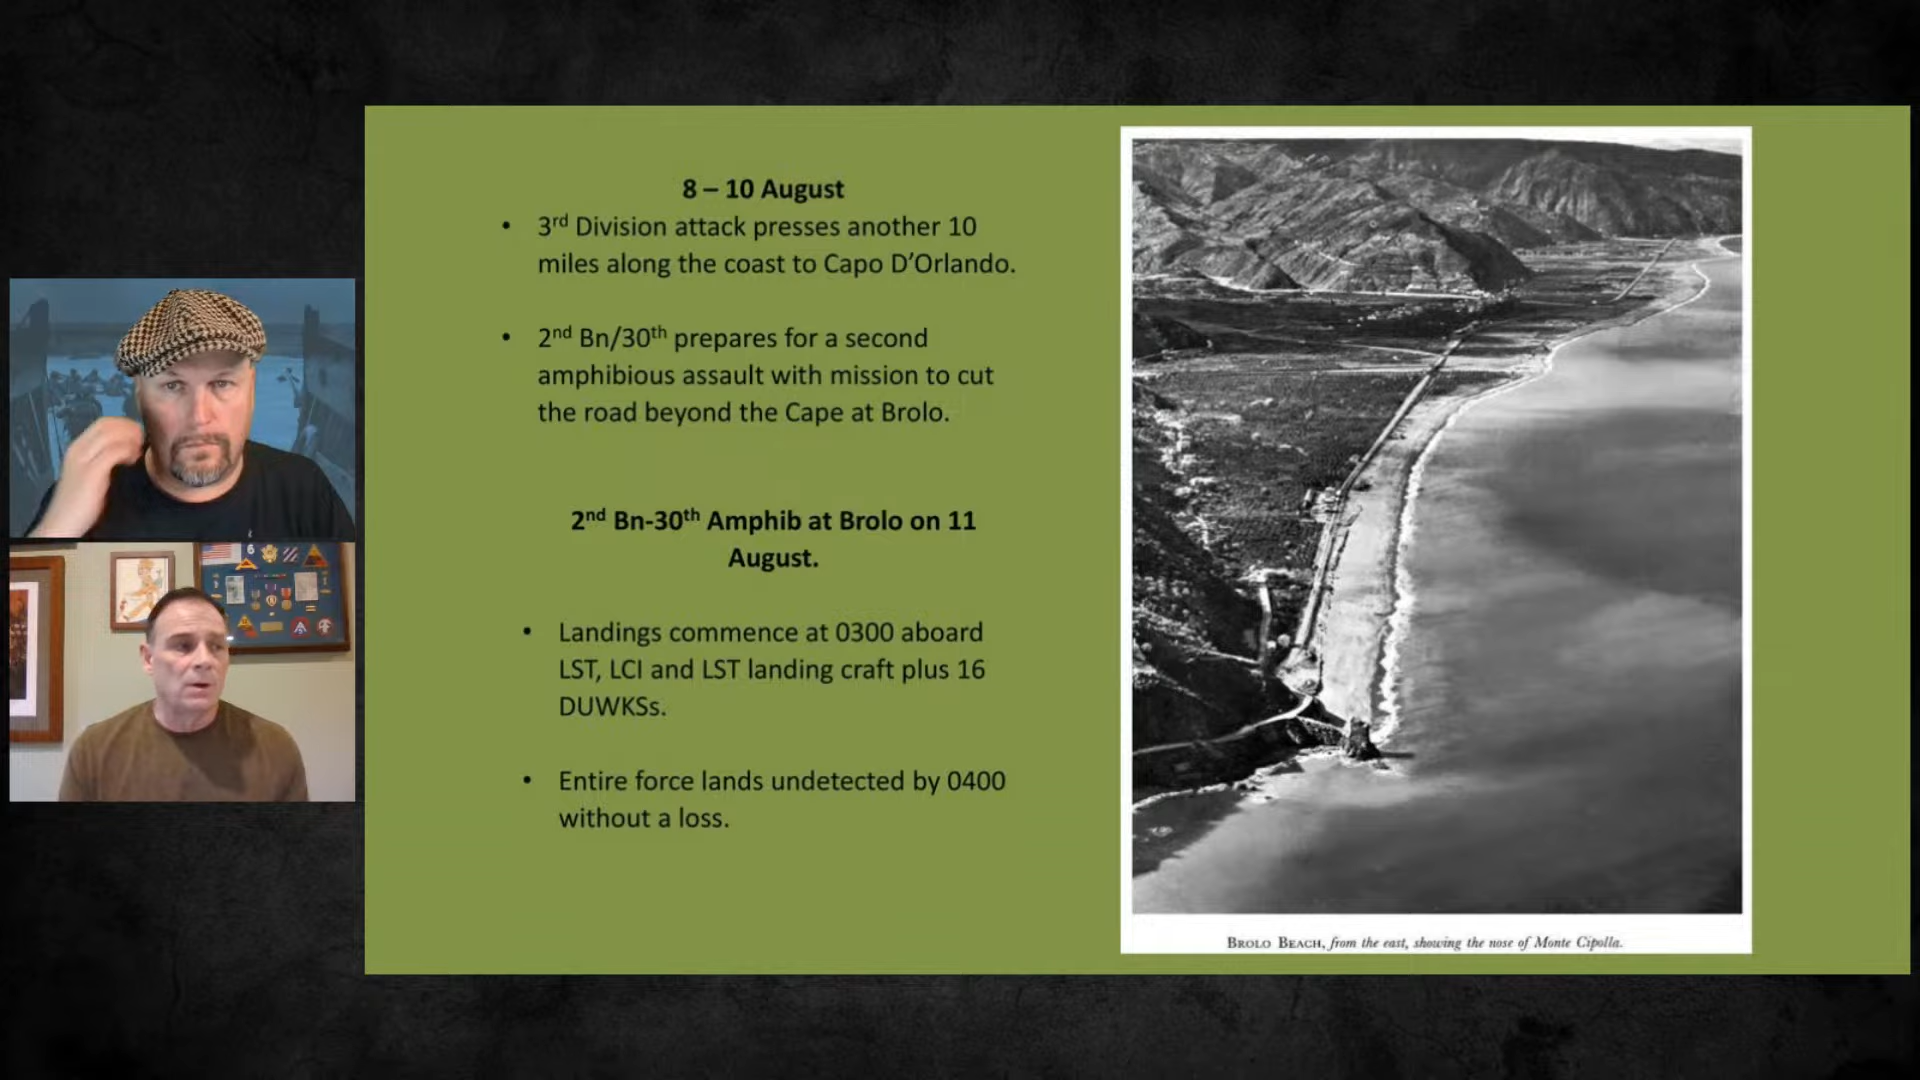 8 – 10 August
• 3rd Division attack presses another 10
miles along the coast to Capo D’Orlando.
• 2nd Bn/30th prepares for a second
amphibious assault with mission to cut
the road beyond the Cape at Brolo.
2nd Bn-30th Amphib at Brolo on 11
August.
• Landings commence at 0300 aboard
LST, LCI and LST landing craft plus 16
DUWKSs.
• Entire force lands undetected by 0400
without a loss.
BROLO BEACH, from the east, showing the nose of Monte Cipolla.